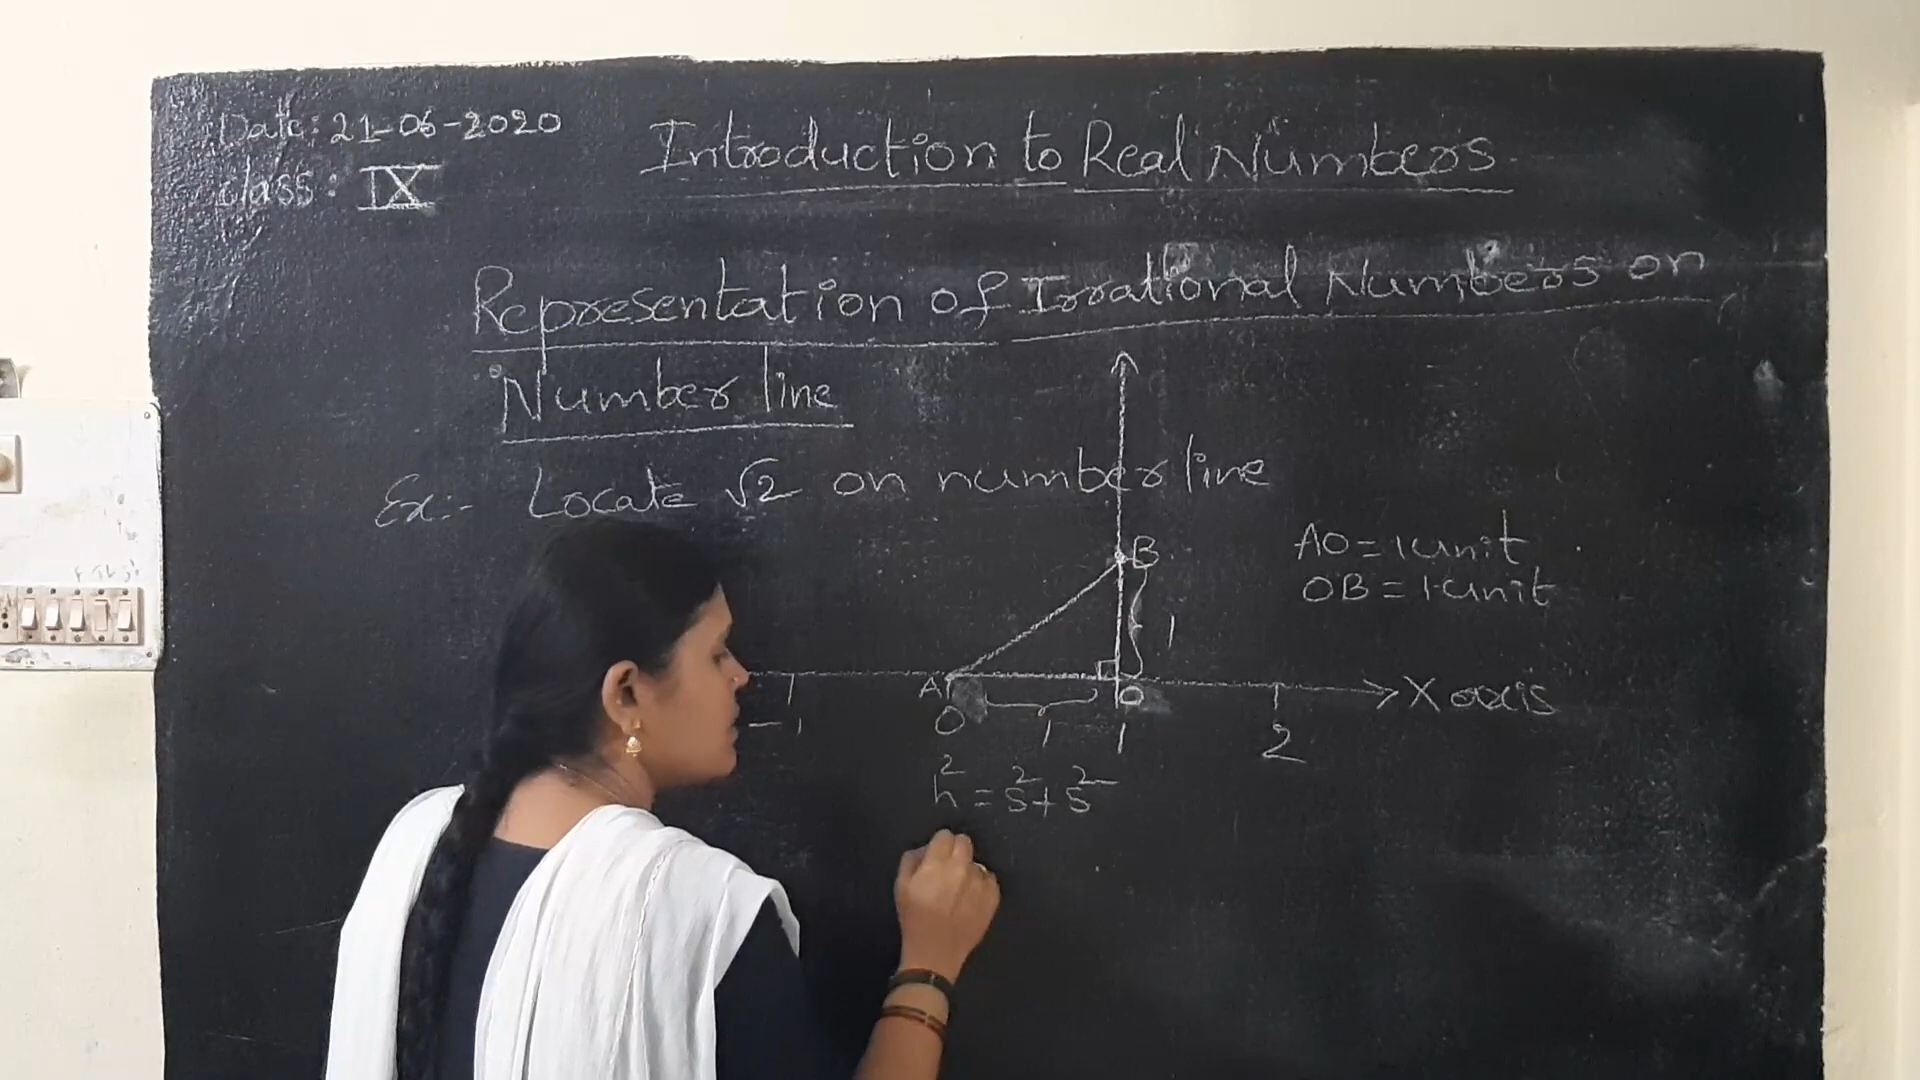 Date: 21-06-2020
class: IX
Introduction to Real Numbers
Representation of Irrational Numbers on
Number line
Ex:- Locate √2 on number line
B
AO = 1 unit
OB = 1 unit
1
A O X axis
-1 0 1 1 2
h² = s² + s²